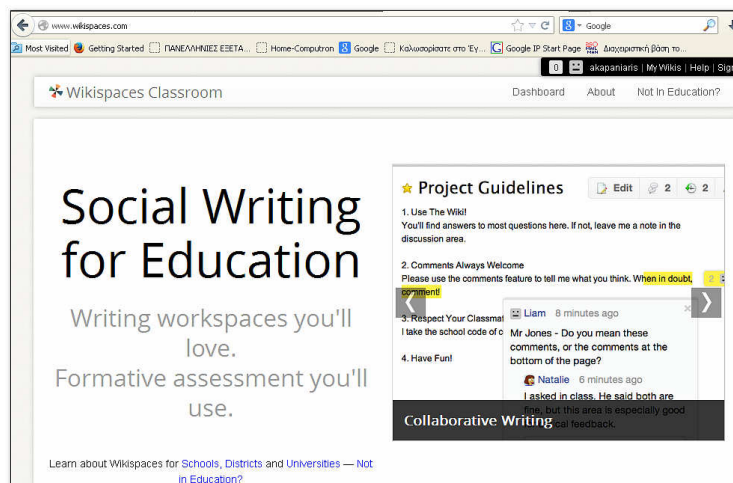 www.wikispaces.com
Google
Most Visited Getting Started ΠΑΝΕΛΛΗΝΙΕΣ ΕΞΕΤΑ... Home-Computron Google Καλωσορίσατε στο Έγ... Google IP Start Page Διαχειριστική βάση το...
0 akapaniaris | My Wikis | Help | Sign
Wikispaces Classroom
Dashboard About Not In Education?
Social Writing
for Education
Writing workspaces you'll
love.
Formative assessment you'll
use.
Learn about Wikispaces for Schools, Districts and Universities — Not
in Education?
Project Guidelines
Edit 2 2
1. Use The Wiki!
You'll find answers to most questions here. If not, leave me a note in the
discussion area.
2. Comments Always Welcome
Please use the comments feature to tell me what you think. When in doubt,
comment!
2
3. Respect Your Classmat
I take the school code of c
4. Have Fun!
Liam 8 minutes ago
Mr Jones - Do you mean these
comments, or the comments at the
bottom of the page?
Natalie 6 minutes ago
I asked in class. He said both are
fine, but this area is especially good
cal feedback.
Collaborative Writing